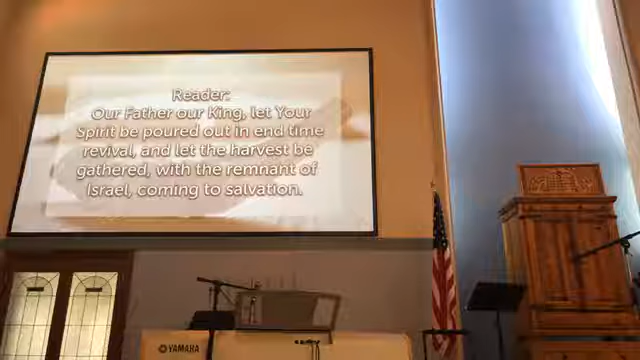 Reader:
Our Father our King, let Your
Spirit be poured out in end time
revival, and let the harvest be
gathered, with the remnant of
Israel, coming to salvation.
YAMAHA